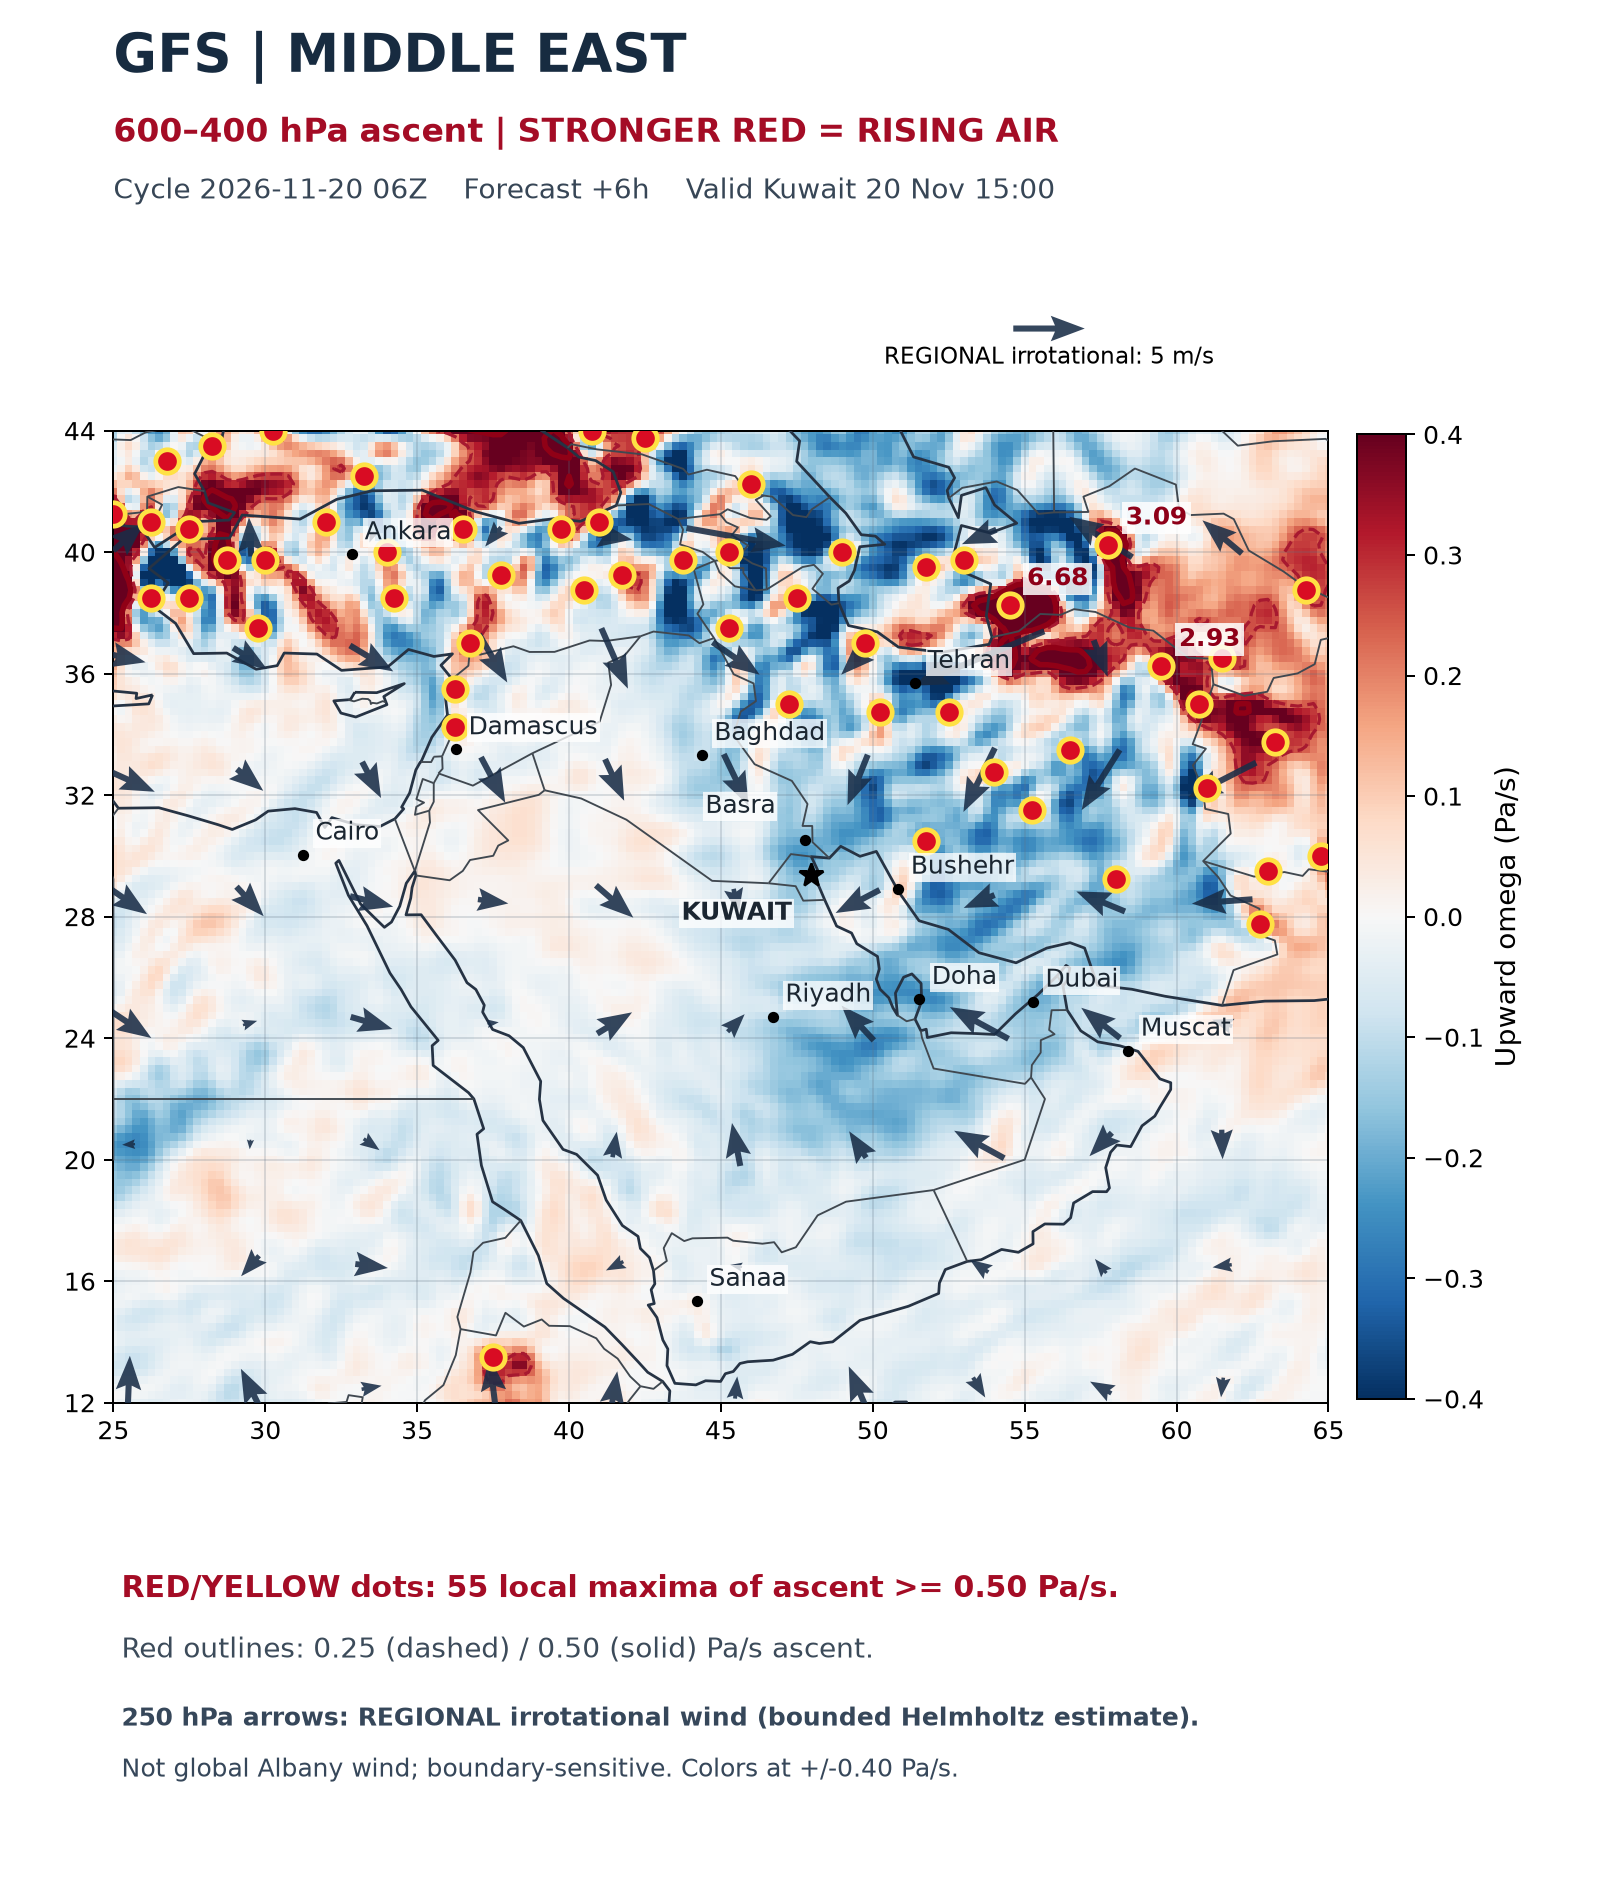 GFS | MIDDLE EAST
600–400 hPa ascent | STRONGER RED = RISING AIR
Cycle 2026-11-20 06Z    Forecast +6h    Valid Kuwait 20 Nov 15:00
REGIONAL irrotational: 5 m/s
44
40
36
32
28
24
20
16
12
25
30
35
40
45
50
55
60
65
Ankara
3.09
6.68
2.93
Tehran
Damascus
Baghdad
Basra
Cairo
Bushehr
KUWAIT
Doha
Dubai
Riyadh
Muscat
Sanaa
0.4
0.3
0.2
0.1
0.0
−0.1
−0.2
−0.3
−0.4
Upward omega (Pa/s)
RED/YELLOW dots: 55 local maxima of ascent >= 0.50 Pa/s.
Red outlines: 0.25 (dashed) / 0.50 (solid) Pa/s ascent.
250 hPa arrows: REGIONAL irrotational wind (bounded Helmholtz estimate).
Not global Albany wind; boundary-sensitive. Colors at +/-0.40 Pa/s.